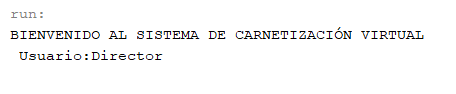 run:
BIENVENIDO AL SISTEMA DE CARNETIZACIÓN VIRTUAL
Usuario:Director